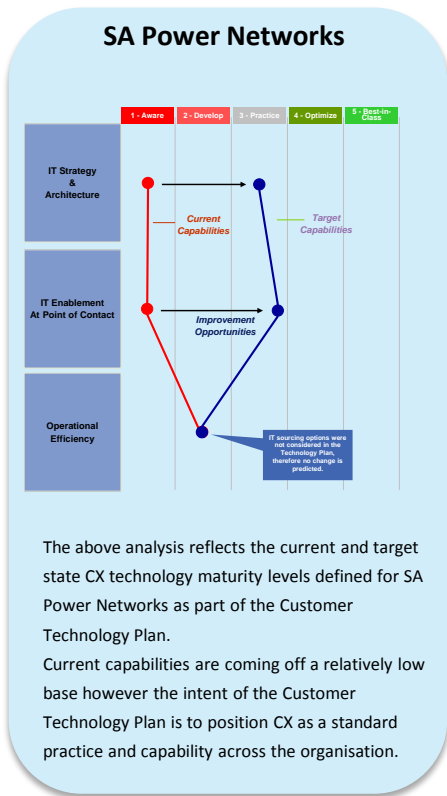 SA Power Networks
1 - Aware
2 - Develop
3 - Practice
4 - Optimize
5 - Best-in-
Class
IT Strategy
&
Architecture
Current
Capabilities
Target
Capabilities
IT Enablement
At Point of Contact
Improvement
Opportunities
Operational
Efficiency
IT sourcing options were
not considered in the
Technology Plan,
therefore no change is
predicted.
The above analysis reflects the current and target
state CX technology maturity levels defined for SA
Power Networks as part of the Customer
Technology Plan.
Current capabilities are coming off a relatively low
base however the intent of the Customer
Technology Plan is to position CX as a standard
practice and capability across the organisation.